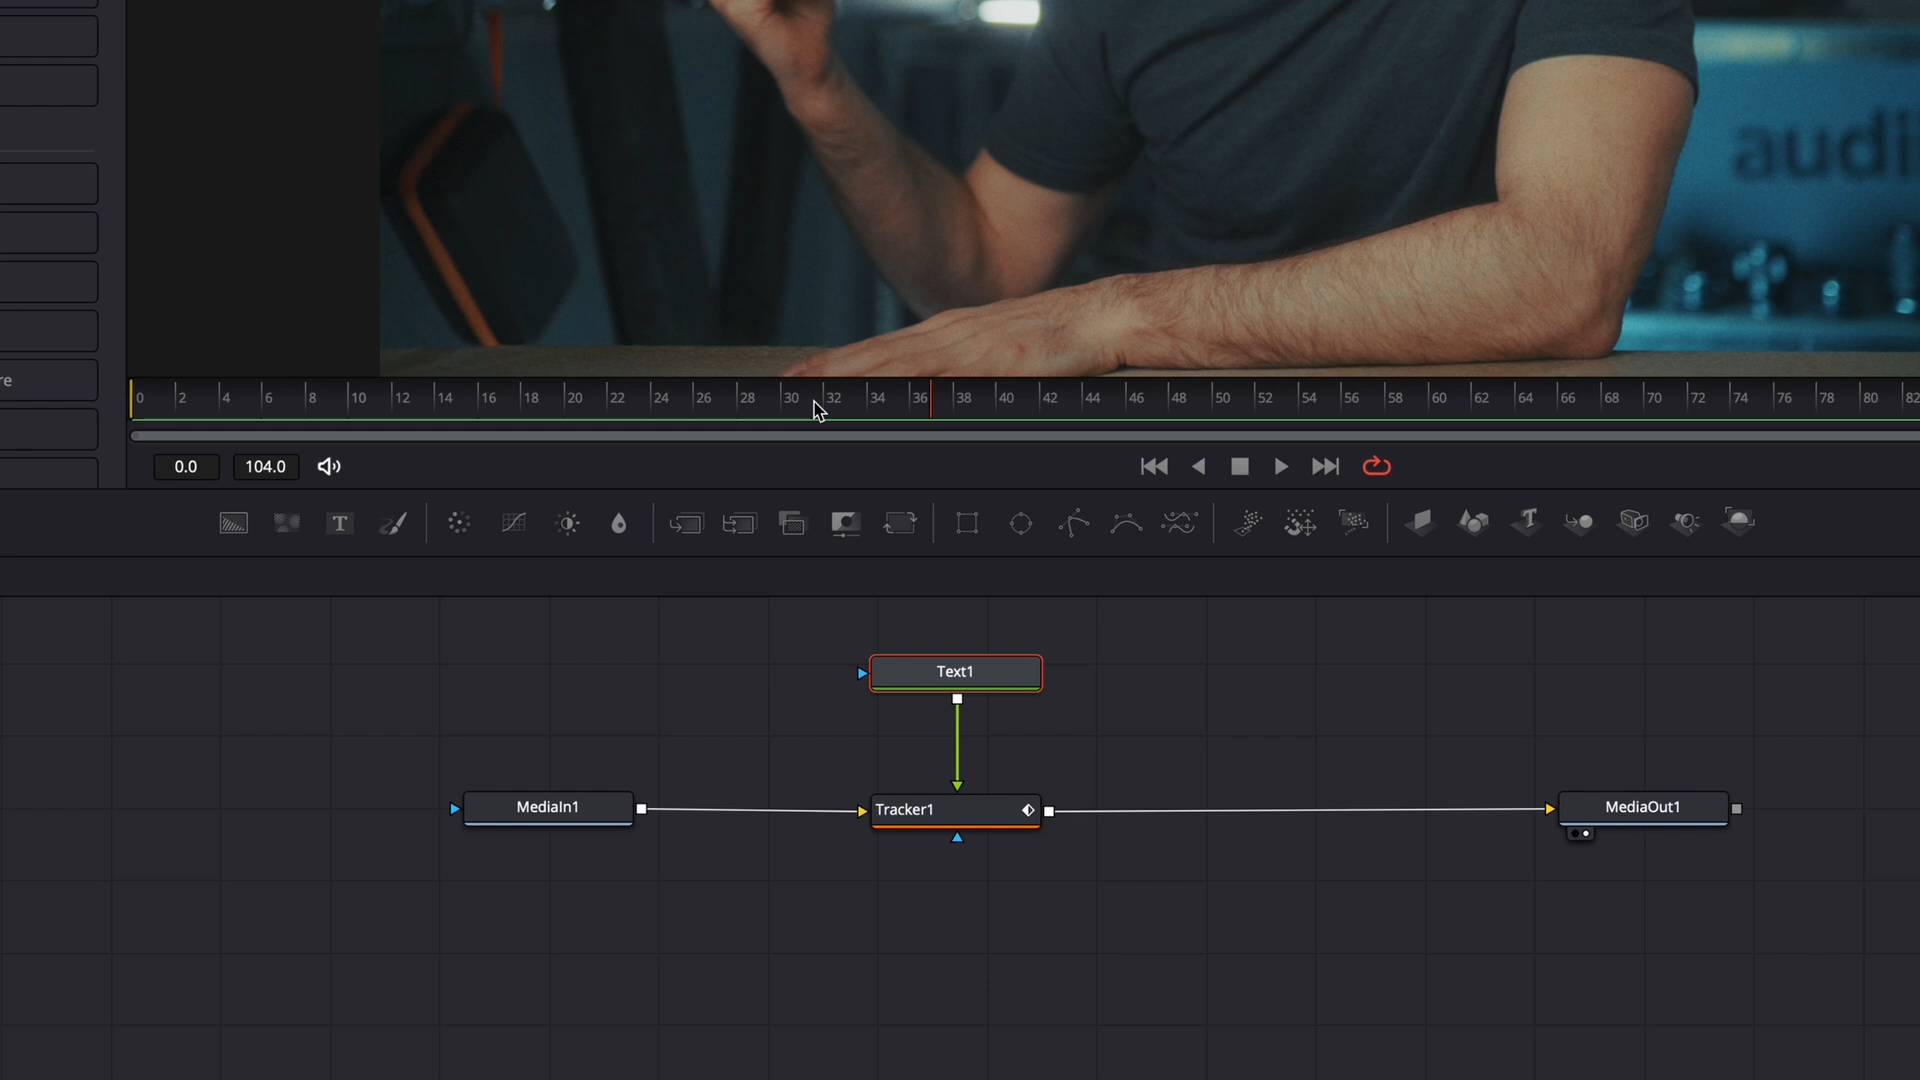 audi
re
0 2 4 6 8 10 12 14 16 18 20 22 24 26 28 30 32 34 36 38 40 42 44 46 48 50 52 54 56 58 60 62 64 66 68 70 72 74 76 78 80 82
0.0 104.0
T
Text1
MediaIn1 Tracker1 MediaOut1